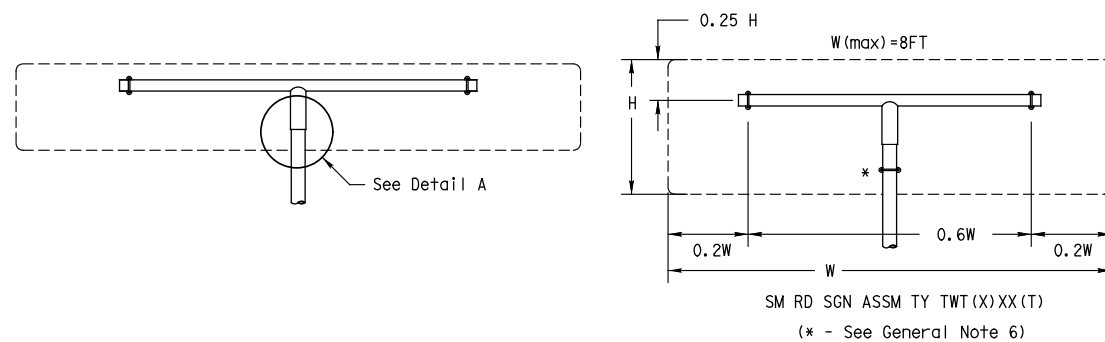 0.25 H
W(max)=8FT
H
See Detail A
*
0.2W
0.6W
0.2W
W
SM RD SGN ASSM TY TWT(X)XX(T)
(* - See General Note 6)